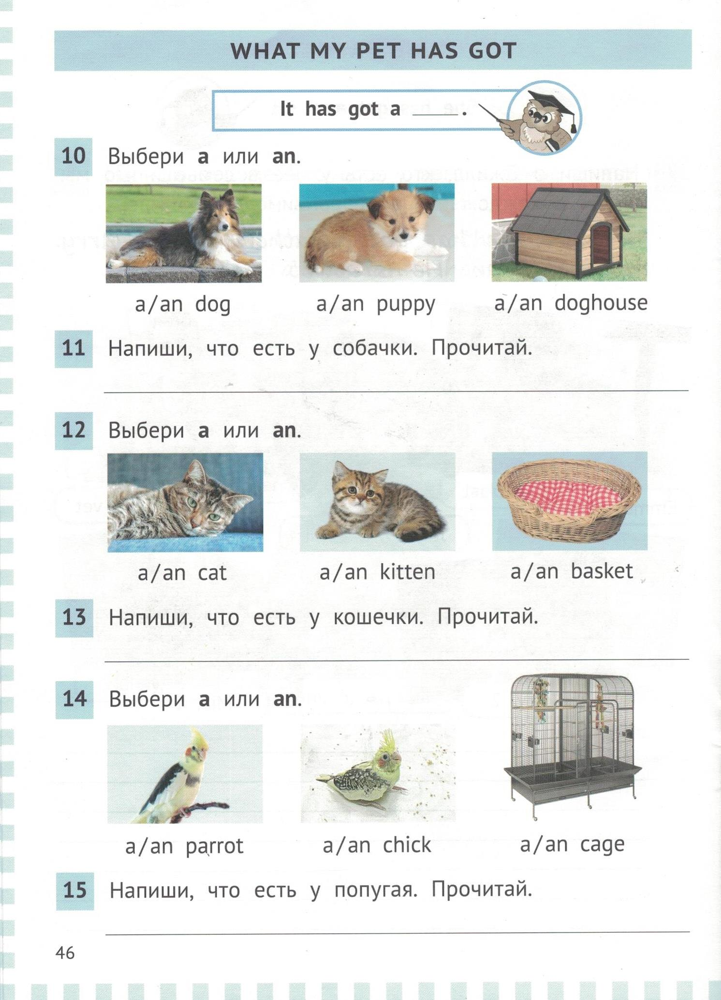 WHAT MY PET HAS GOT
It has got a _____ .
10 Выбери a или an.
a/an dog a/an puppy a/an doghouse
11 Напиши, что есть у собачки. Прочитай.
12 Выбери a или an.
a/an cat a/an kitten a/an basket
13 Напиши, что есть у кошечки. Прочитай.
14 Выбери a или an.
a/an parrot a/an chick a/an cage
15 Напиши, что есть у попугая. Прочитай.
46